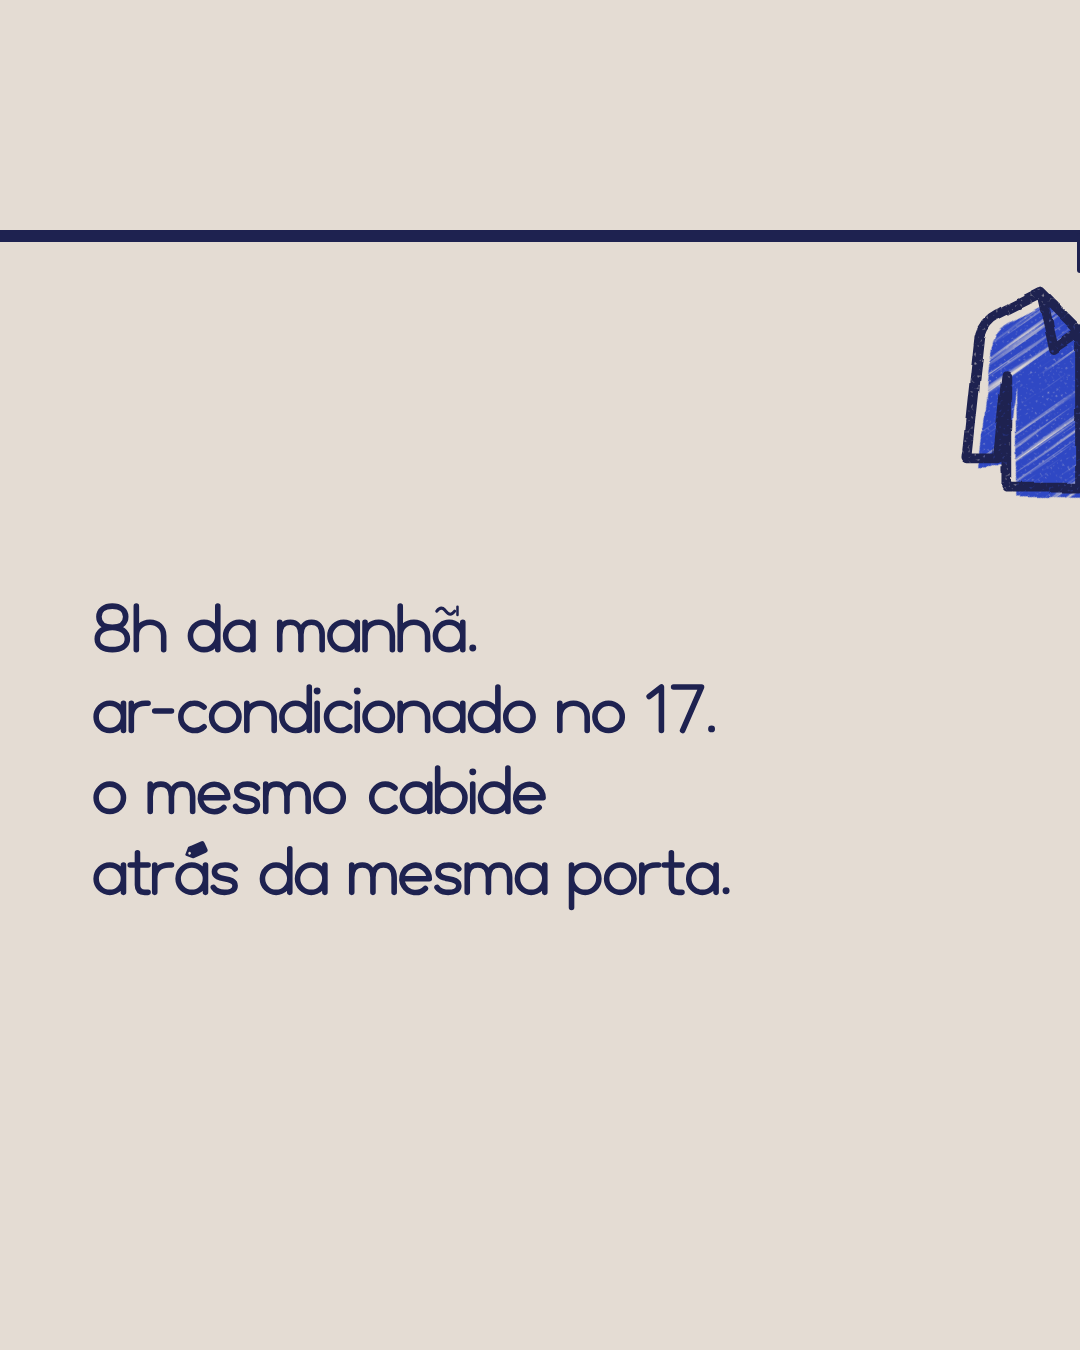 8h da manhã.
ar-condicionado no 17.
o mesmo cabide
atrás da mesma porta.